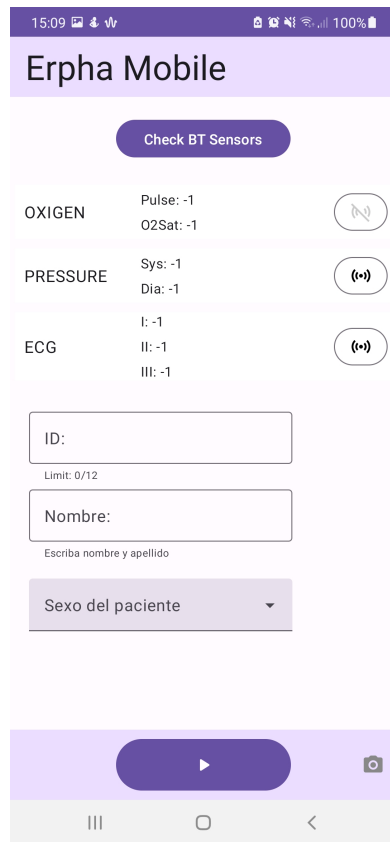 15:09 100%
Erpha Mobile
Check BT Sensors
OXIGEN
Pulse: -1
O2Sat: -1
PRESSURE
Sys: -1
Dia: -1
ECG
I: -1
II: -1
III: -1
ID:
Limit: 0/12
Nombre:
Escriba nombre y apellido
Sexo del paciente